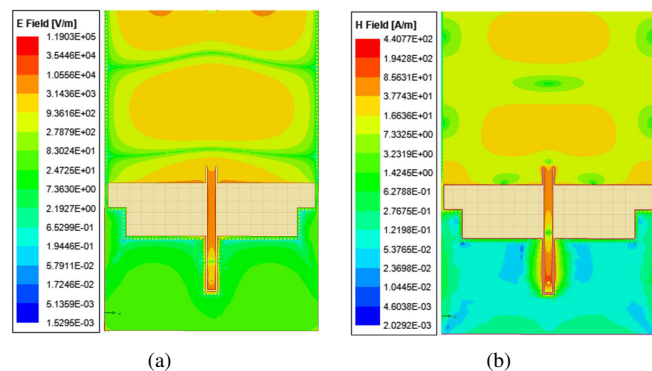 E Field [V/m]
1.1903E+05
3.5446E+04
1.0556E+04
3.1436E+03
9.3616E+02
2.7879E+02
8.3024E+01
2.4725E+01
7.3630E+00
2.1927E+00
6.5299E-01
1.9446E-01
5.7911E-02
1.7246E-02
5.1359E-03
1.5295E-03
(a)
H Field [A/m]
4.4077E+02
1.9428E+02
8.5631E+01
3.7743E+01
1.6636E+01
7.3325E+00
3.2319E+00
1.4245E+00
6.2788E-01
2.7675E-01
1.2198E-01
5.3765E-02
2.3698E-02
1.0445E-02
4.6038E-03
2.0292E-03
(b)